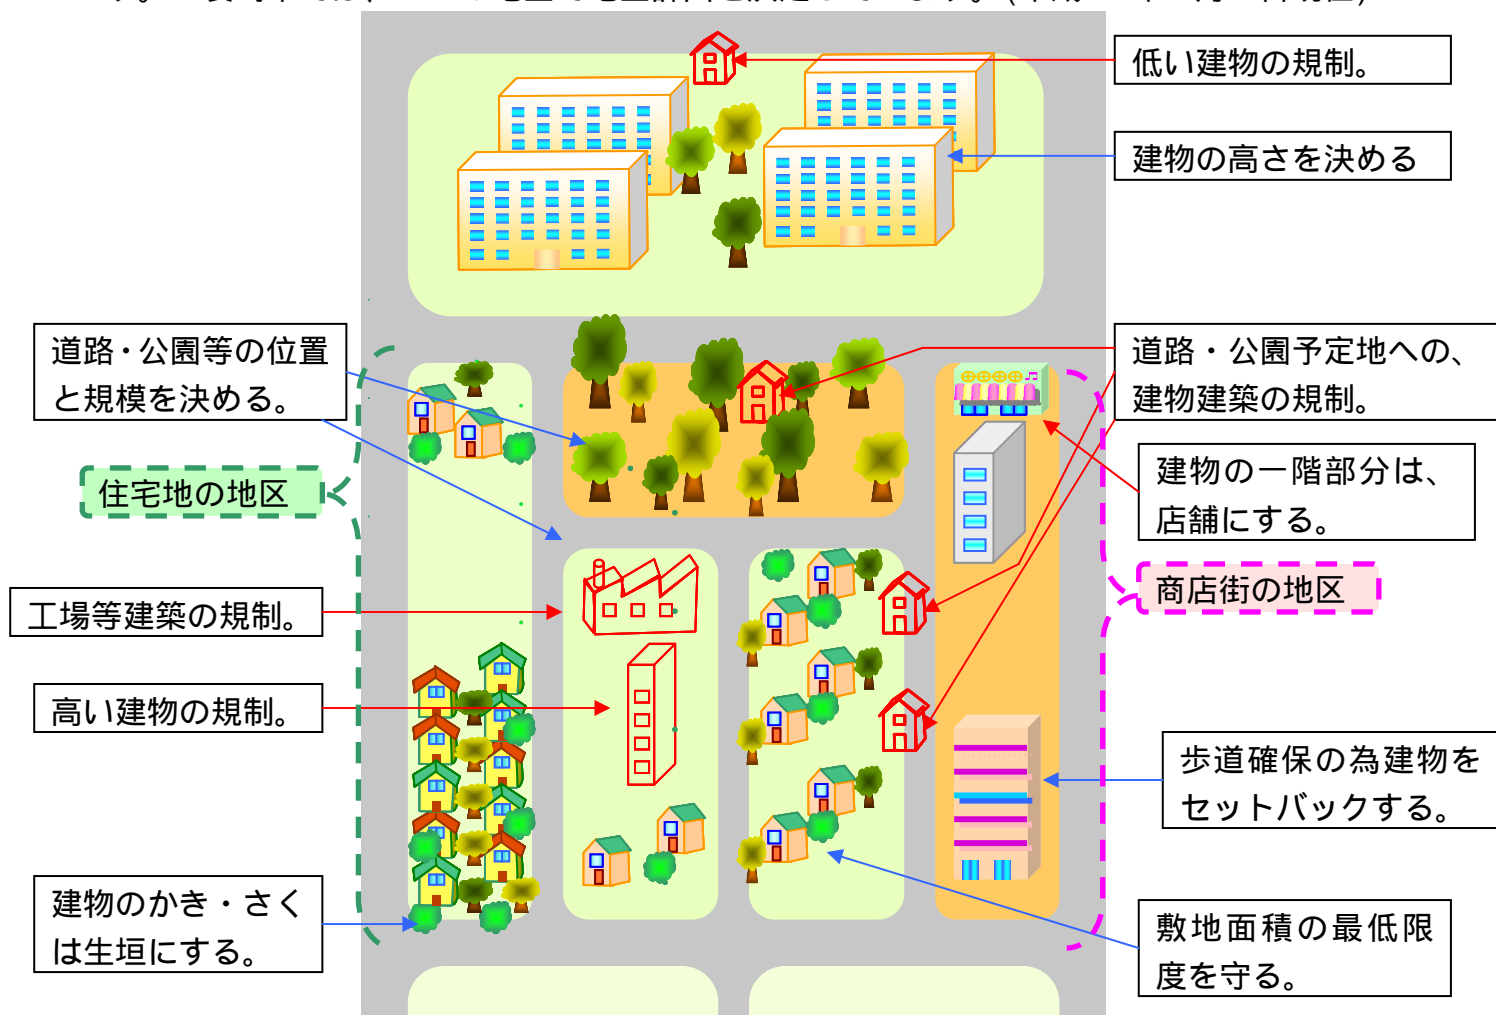 低い建物の規制。
建物の高さを決める
道路・公園等の位置
と規模を決める。
道路・公園予定地への、
建物建築の規制。
建物の一階部分は、
店舗にする。
住宅地の地区
商店街の地区
工場等建築の規制。
高い建物の規制。
歩道確保の為建物を
セットバックする。
建物のかき・さく
は生垣にする。
敷地面積の最低限
度を守る。